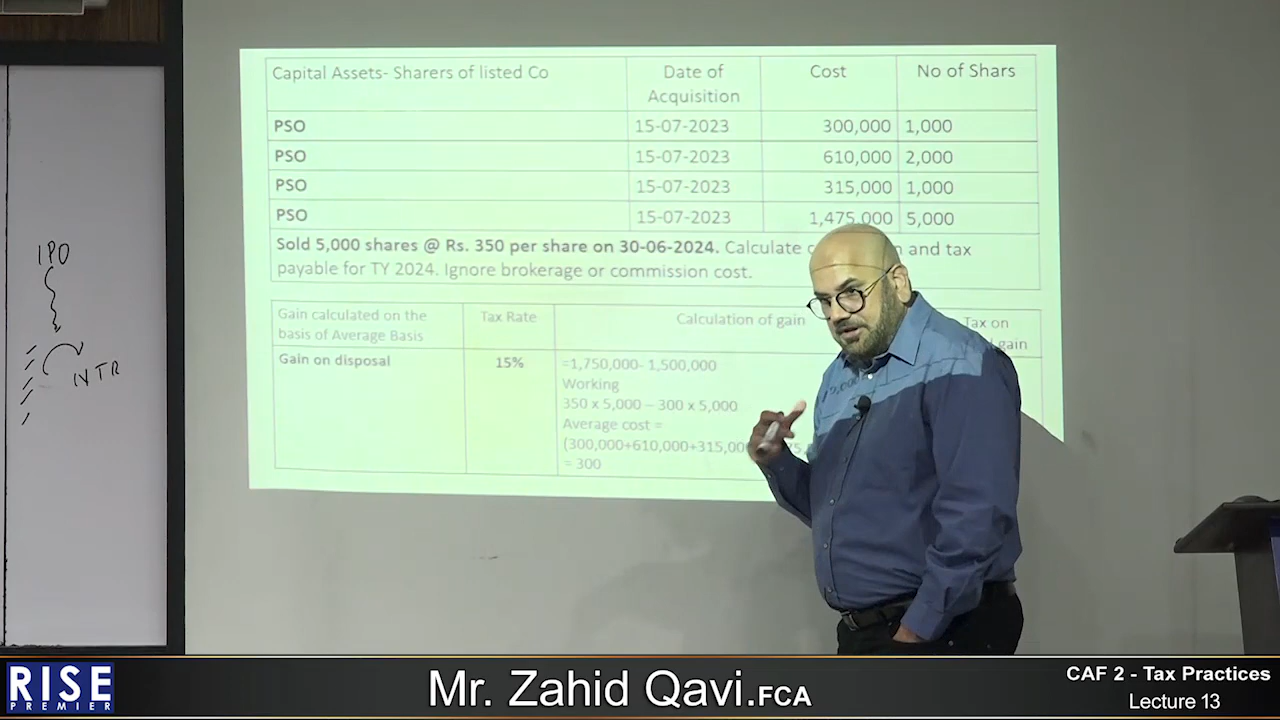 Capital Assets- Sharers of listed Co Date of Acquisition Cost No of Shars
PSO 15-07-2023 300,000 1,000
PSO 15-07-2023 610,000 2,000
PSO 15-07-2023 315,000 1,000
PSO 15-07-2023 1,475,000 5,000
Sold 5,000 shares @ Rs. 350 per share on 30-06-2024. Calculate and tax
payable for TY 2024. Ignore brokerage or commission cost.
Gain calculated on the basis of Average Basis Tax Rate Calculation of gain Tax on gain
Gain on disposal 15% =1,750,000- 1,500,000
Working
350 x 5,000 – 300 x 5,000
Average cost =
(300,000+610,000+315,00
= 300
IPO
RISE
PREMIER
Mr. Zahid Qavi.FCA
CAF 2 - Tax Practices
Lecture 13